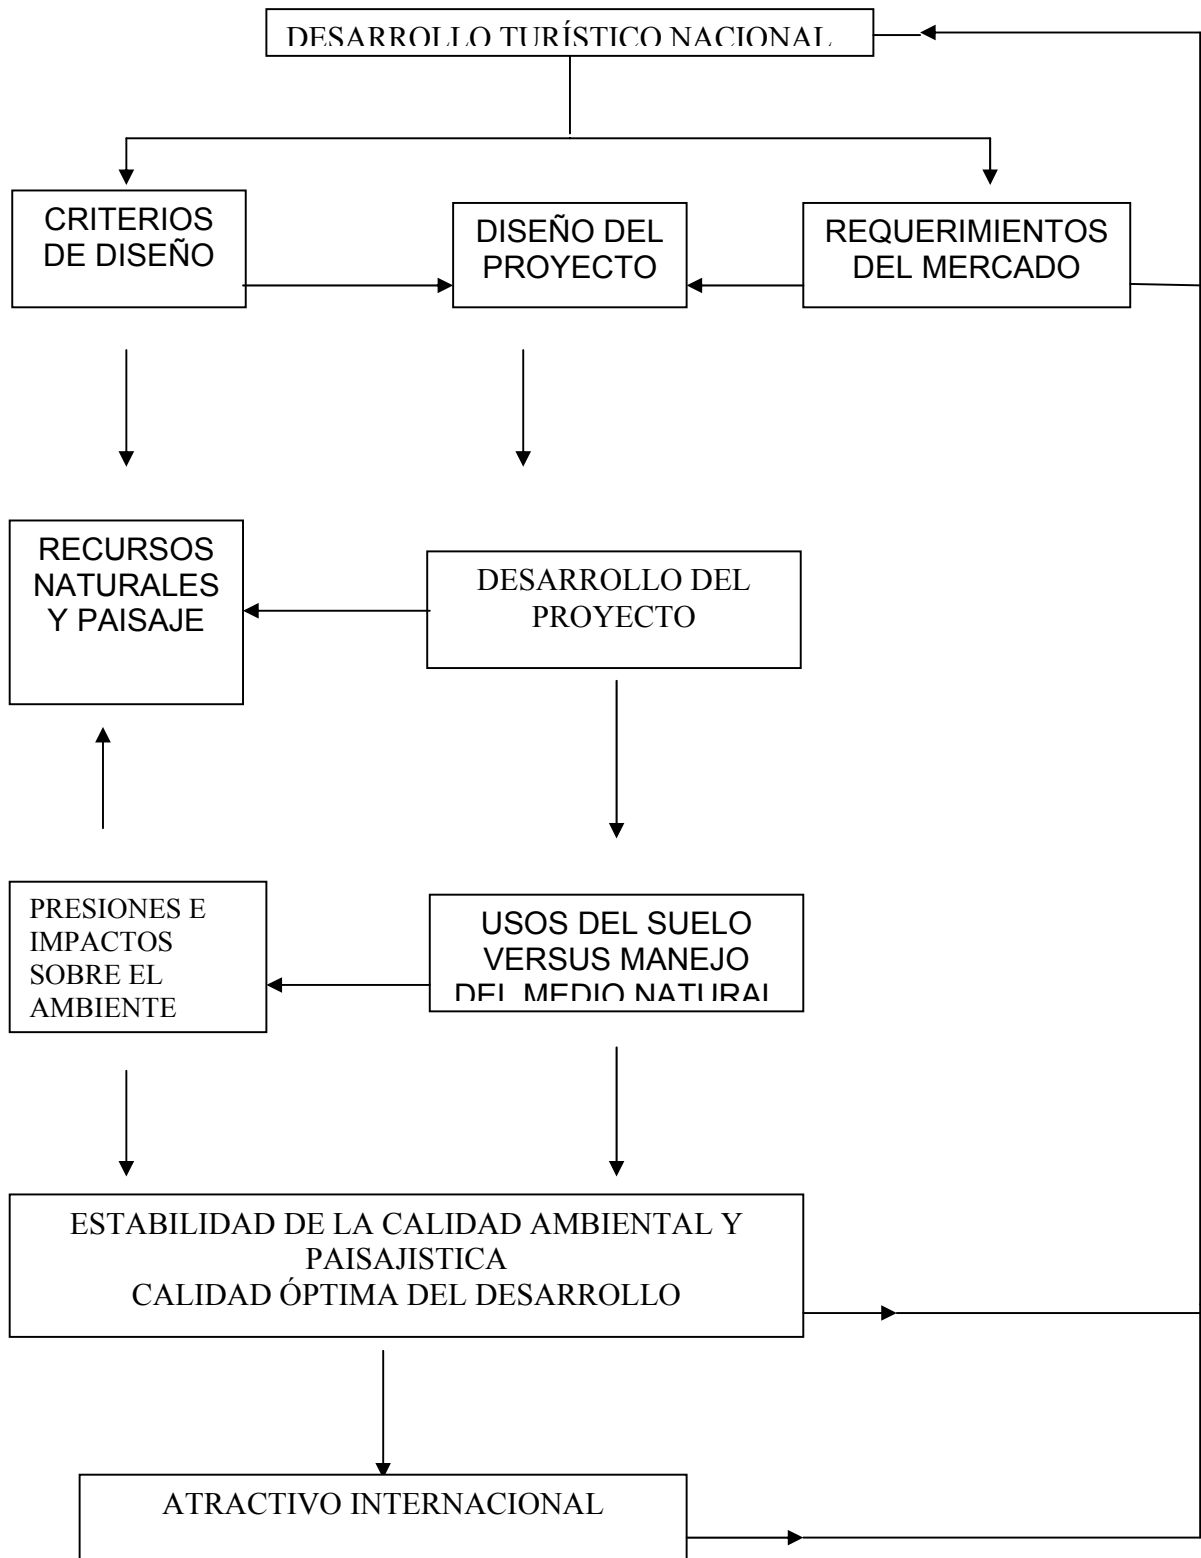 DESARROLLO TURÍSTICO NACIONAL
CRITERIOS
DE DISEÑO
DISEÑO DEL
PROYECTO
REQUERIMIENTOS
DEL MERCADO
RECURSOS
NATURALES
Y PAISAJE
DESARROLLO DEL
PROYECTO
PRESIONES E
IMPACTOS
SOBRE EL
AMBIENTE
USOS DEL SUELO
VERSUS MANEJO
DEL MEDIO NATURAL
ESTABILIDAD DE LA CALIDAD AMBIENTAL Y
PAISAJISTICA
CALIDAD ÓPTIMA DEL DESARROLLO
ATRACTIVO INTERNACIONAL